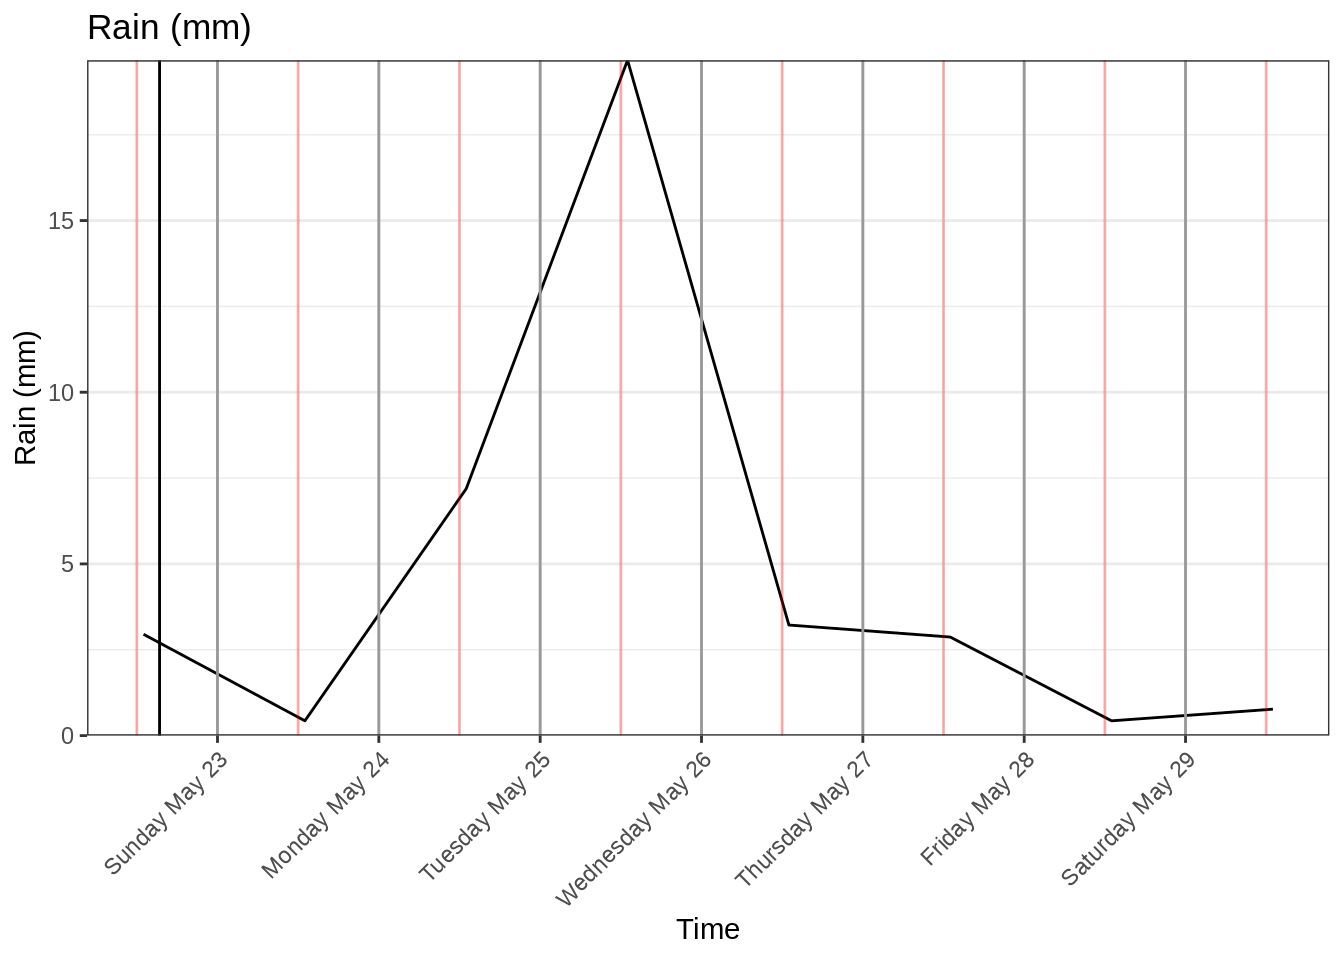 Rain (mm)
Rain (mm)
15
10
5
0
Sunday May 23
Monday May 24
Tuesday May 25
Wednesday May 26
Thursday May 27
Friday May 28
Saturday May 29
Time